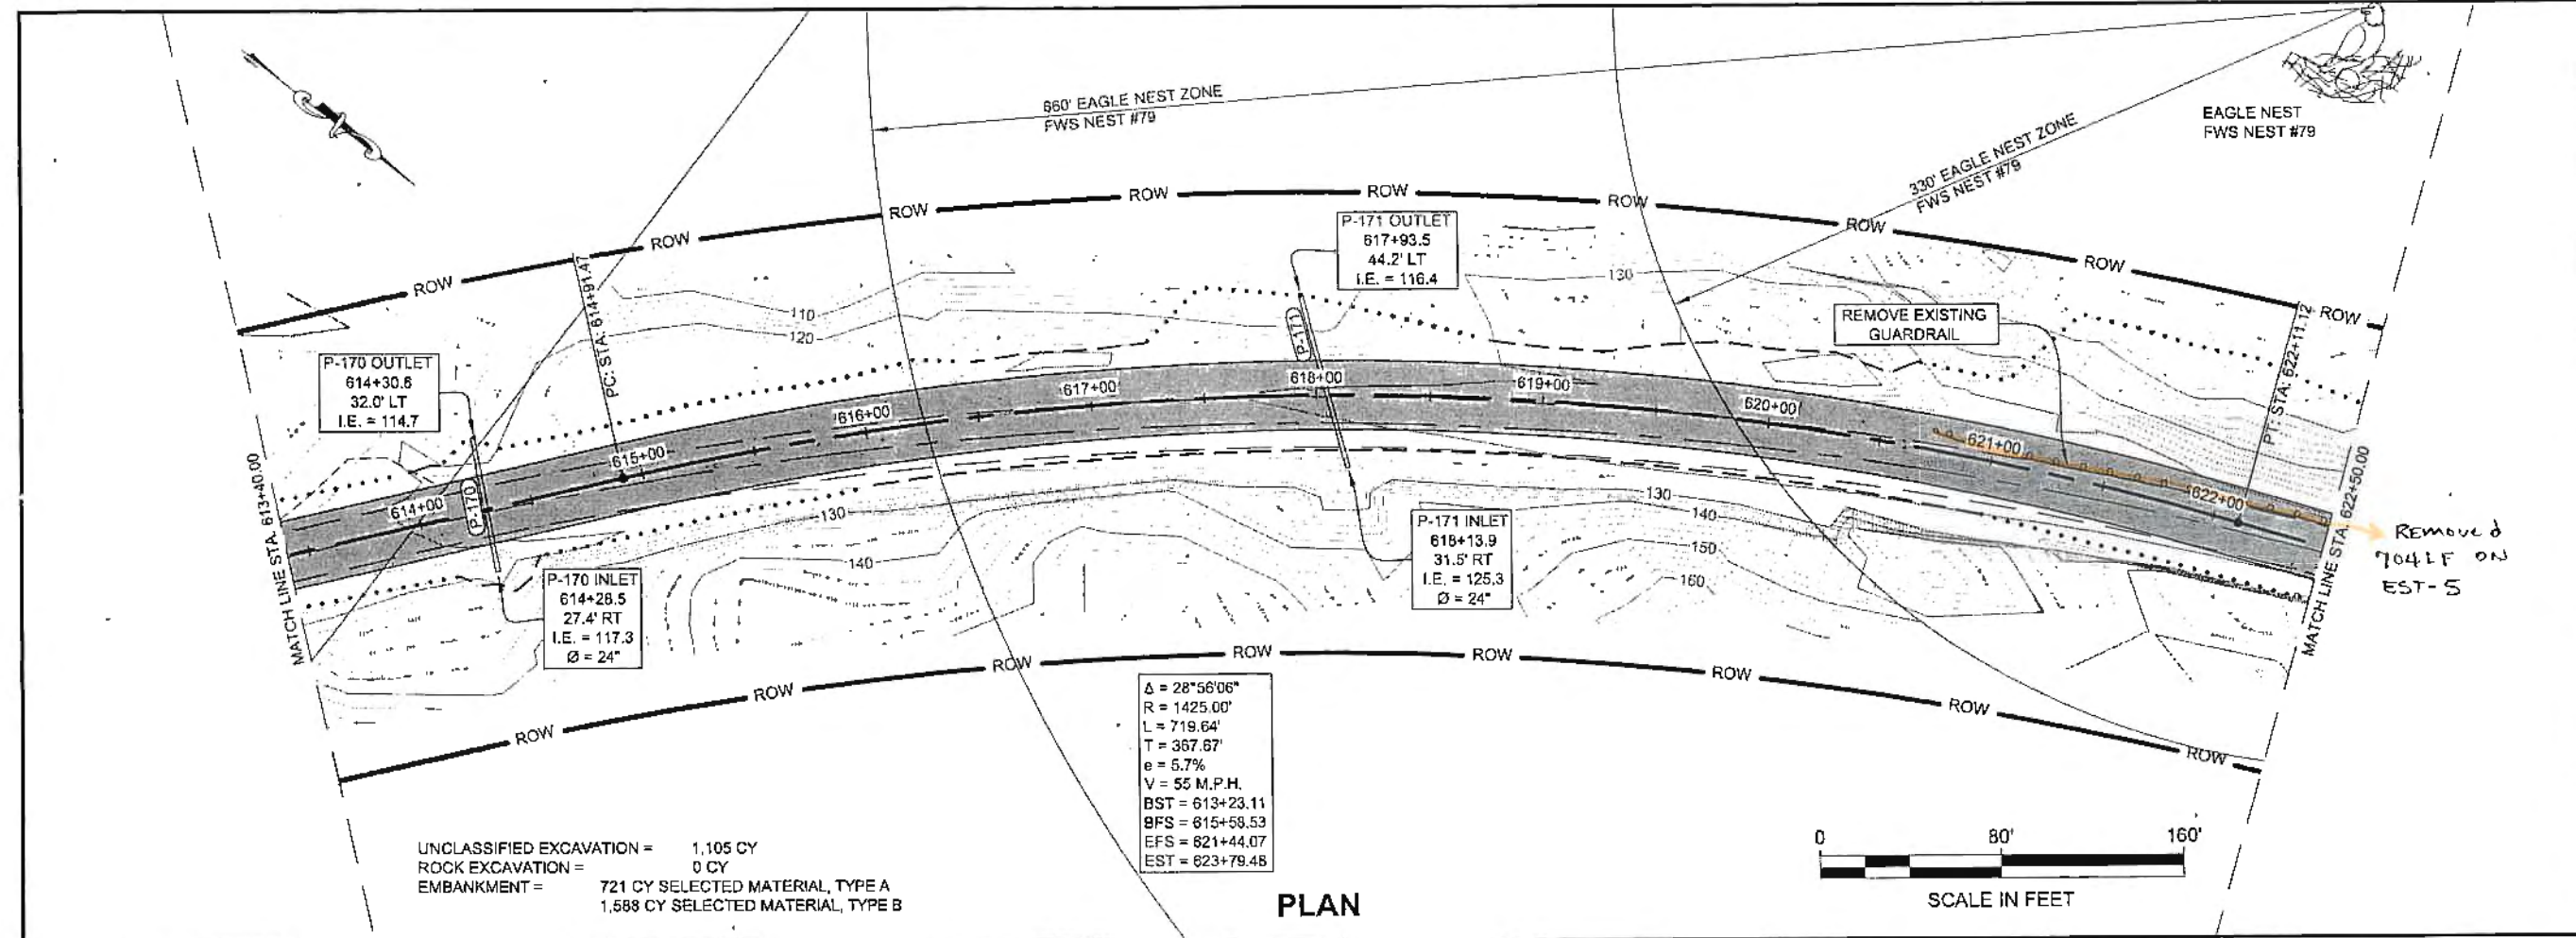 660' EAGLE NEST ZONE
FWS NEST #79
330' EAGLE NEST ZONE
FWS NEST #79
EAGLE NEST
FWS NEST #79
ROW
ROW
ROW
ROW
ROW
ROW
ROW
ROW
ROW
PC: STA. 614+91.47
P-171 OUTLET
617+93.5
44.2' LT
I.E. = 116.4
REMOVE EXISTING
GUARDRAIL
PT: STA: 622+11.12
P-170 OUTLET
614+30.6
32.0' LT
I.E. = 114.7
110
120
130
P-171
P-170
614+00
615+00
616+00
617+00
618+00
619+00
620+00
621+00
622+00
MATCH LINE STA. 613+40.00
MATCH LINE STA. 622+50.00
Removed
704LF ON
EST-5
130
140
130
140
150
160
P-170 INLET
614+28.5
27.4' RT
I.E. = 117.3
Ø = 24"
P-171 INLET
618+13.9
31.5' RT
I.E. = 125.3
Ø = 24"
ROW
ROW
ROW
ROW
ROW
ROW
ROW
ROW
Δ = 28°56'06"
R = 1425.00'
L = 719.64'
T = 367.67'
e = 5.7%
V = 55 M.P.H.
BST = 613+23.11
BFS = 615+58.53
EFS = 621+44.07
EST = 623+79.48
UNCLASSIFIED EXCAVATION = 1,105 CY
ROCK EXCAVATION = 0 CY
EMBANKMENT = 721 CY SELECTED MATERIAL, TYPE A
1,588 CY SELECTED MATERIAL, TYPE B
PLAN
0 80' 160'
SCALE IN FEET